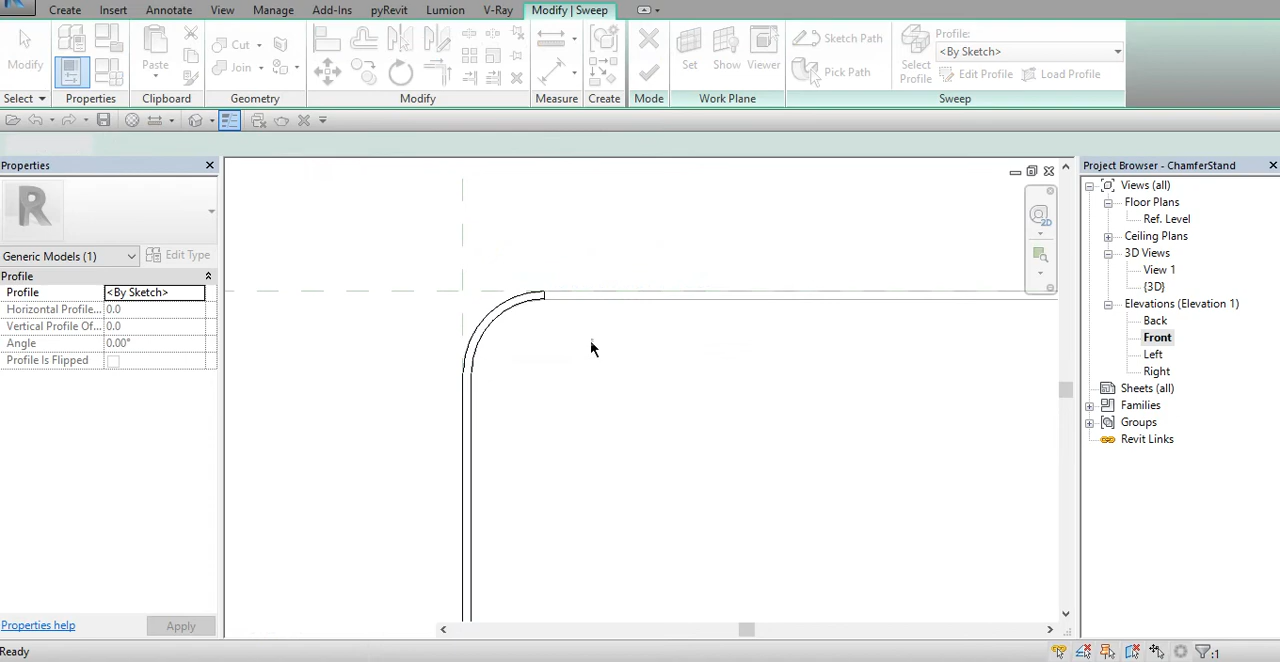 Create Insert Annotate View Manage Add-Ins pyRevit Lumion V-Ray Modify | Sweep
Modify
Paste
Cut
Join
Set Show Viewer
Sketch Path
Pick Path
Select
Profile
Profile:
<By Sketch>
Edit Profile Load Profile
Select Properties Clipboard Geometry Modify Measure Create Mode Work Plane Sweep
Properties
R
Generic Models (1) Edit Type
Profile
Profile <By Sketch>
Horizontal Profile... 0.0
Vertical Profile Of... 0.0
Angle 0.00°
Profile Is Flipped
Properties help Apply
2D
Project Browser - ChamferStand
Views (all)
Floor Plans
Ref. Level
Ceiling Plans
3D Views
View 1
{3D}
Elevations (Elevation 1)
Back
Front
Left
Right
Sheets (all)
Families
Groups
Revit Links
Ready
:1